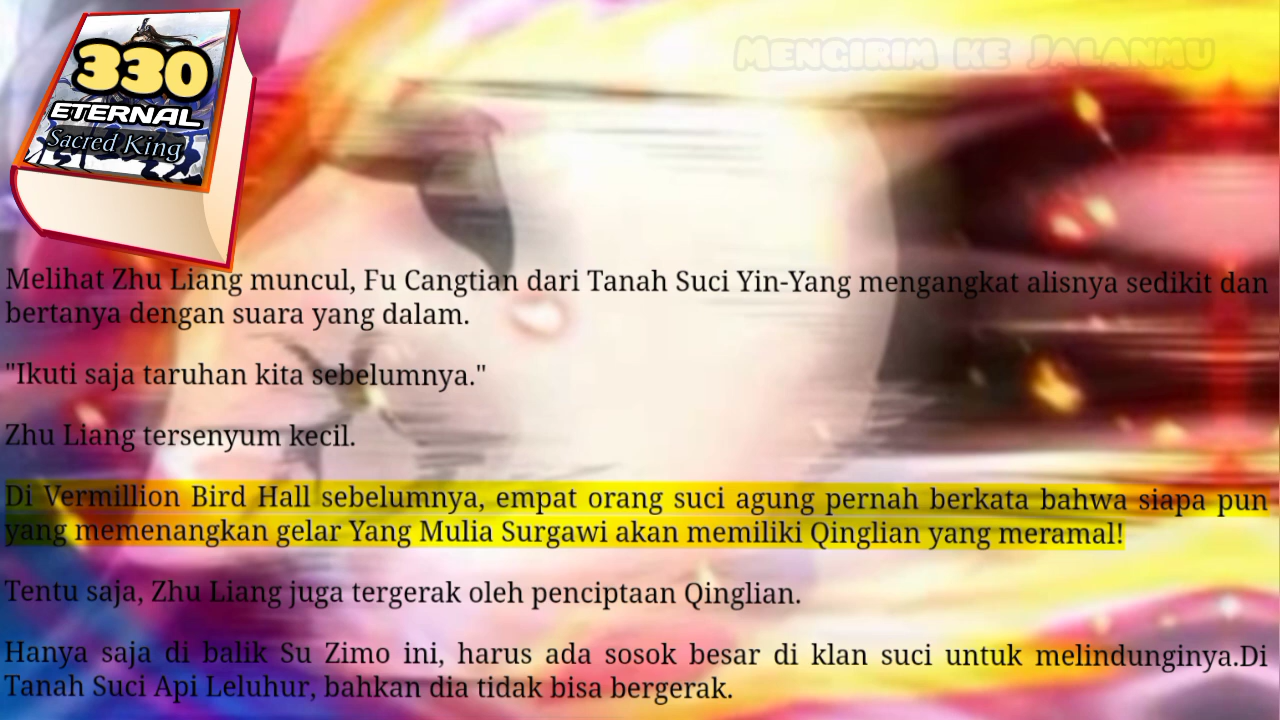 Mengirim ke Jalanmu
330
ETERNAL
Sacred King
Melihat Zhu Liang muncul, Fu Cangtian dari Tanah Suci Yin-Yang mengangkat alisnya sedikit dan
bertanya dengan suara yang dalam.
"Ikuti saja taruhan kita sebelumnya."
Zhu Liang tersenyum kecil.
Di Vermillion Bird Hall sebelumnya, empat orang suci agung pernah berkata bahwa siapa pun
yang memenangkan gelar Yang Mulia Surgawi akan memiliki Qinglian yang meramal!
Tentu saja, Zhu Liang juga tergerak oleh penciptaan Qinglian.
Hanya saja di balik Su Zimo ini, harus ada sosok besar di klan suci untuk melindunginya.Di
Tanah Suci Api Leluhur, bahkan dia tidak bisa bergerak.